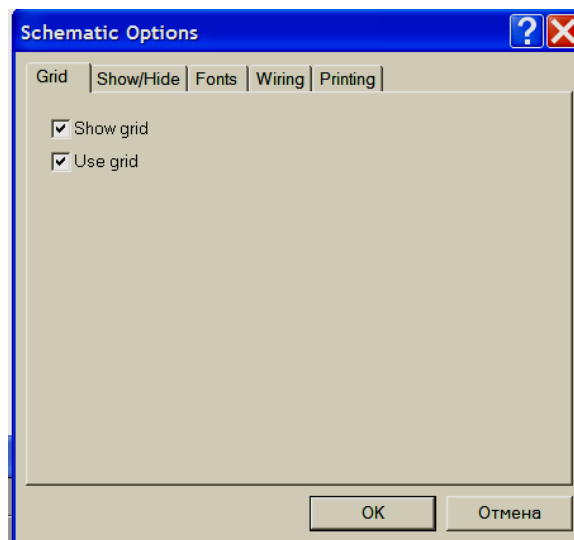 Schematic Options
Grid Show/Hide Fonts Wiring Printing
Show grid
Use grid
OK Отмена